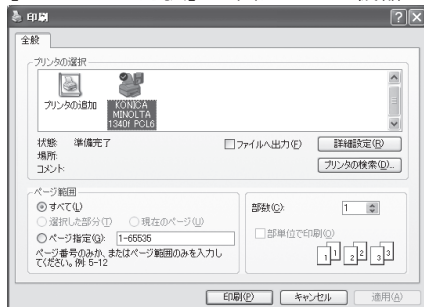 印刷
全般
プリンタの選択
プリンタの追加
KONICA
MINOLTA
1340f PCL6
状態: 準備完了
場所:
コメント:
ファイルへ出力(F)
詳細設定(R)
プリンタの検索(D)...
ページ範囲
すべて(L)
選択した部分(T)
現在のページ(U)
ページ指定(G):
1-65535
ページ番号のみか、またはページ範囲のみを入力し
てください。例: 5-12
部数(C):
1
部単位で印刷(O)
1 1 2 2 3 3
印刷(P)
キャンセル
適用(A)